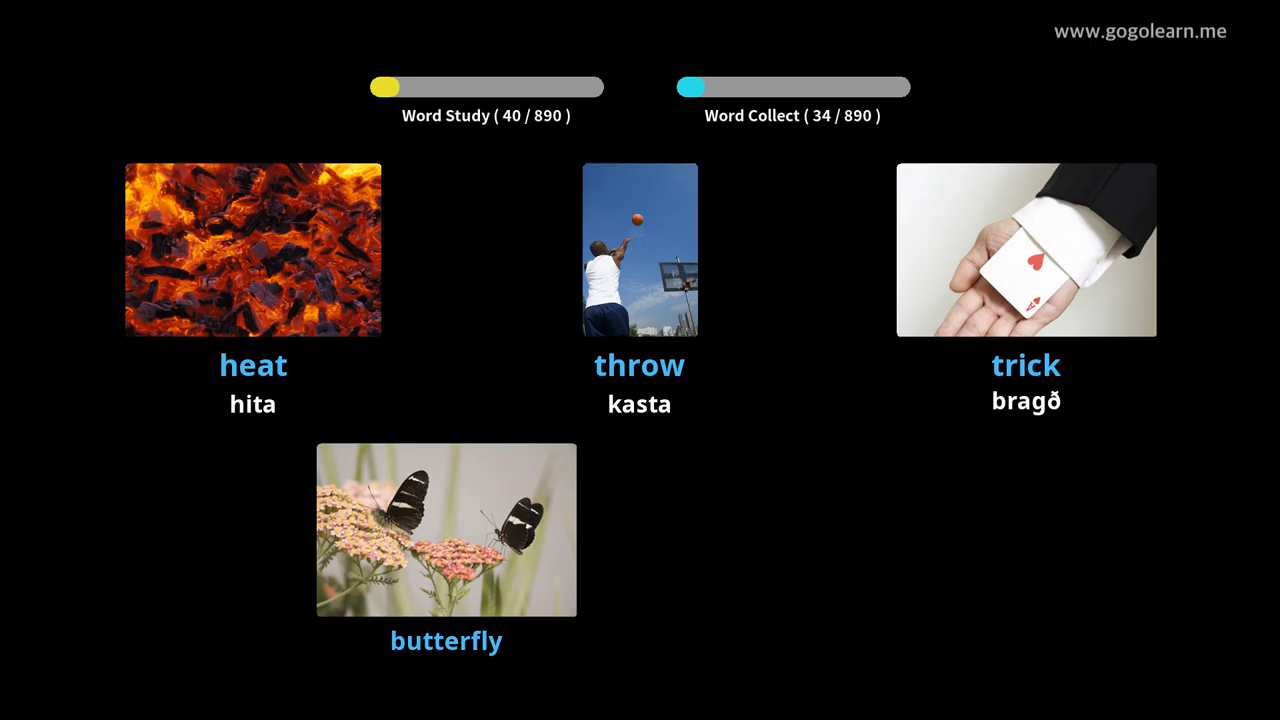 www.gogolearn.me
Word Study ( 40 / 890 )
Word Collect ( 34 / 890 )
heat
hita
throw
kasta
trick
bragð
butterfly